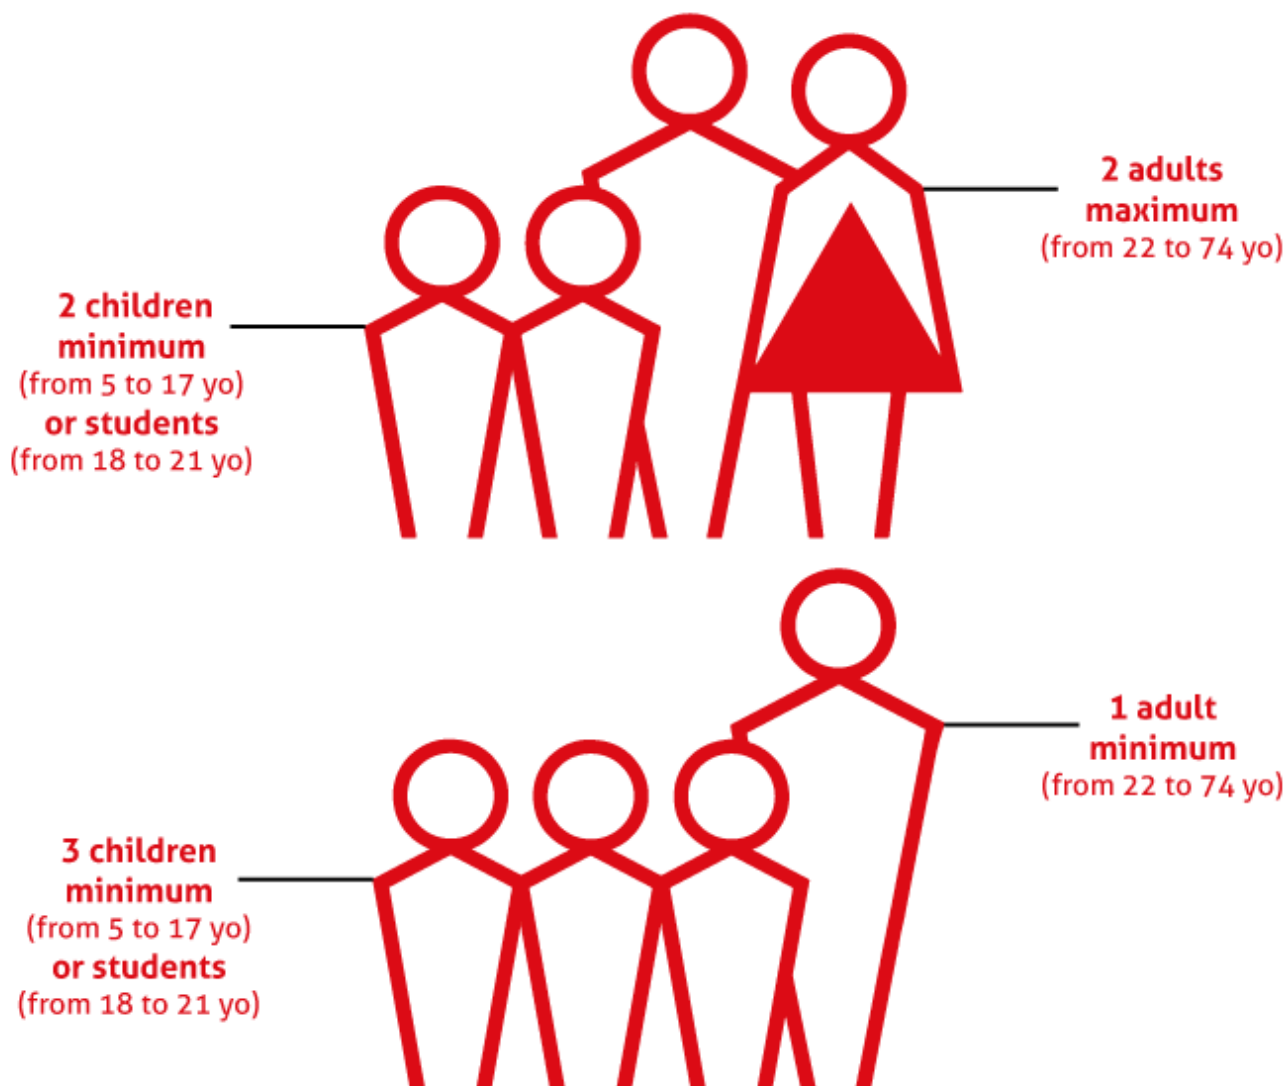 2 adults
maximum
(from 22 to 74 yo)
2 children
minimum
(from 5 to 17 yo)
or students
(from 18 to 21 yo)
1 adult
minimum
(from 22 to 74 yo)
3 children
minimum
(from 5 to 17 yo)
or students
(from 18 to 21 yo)